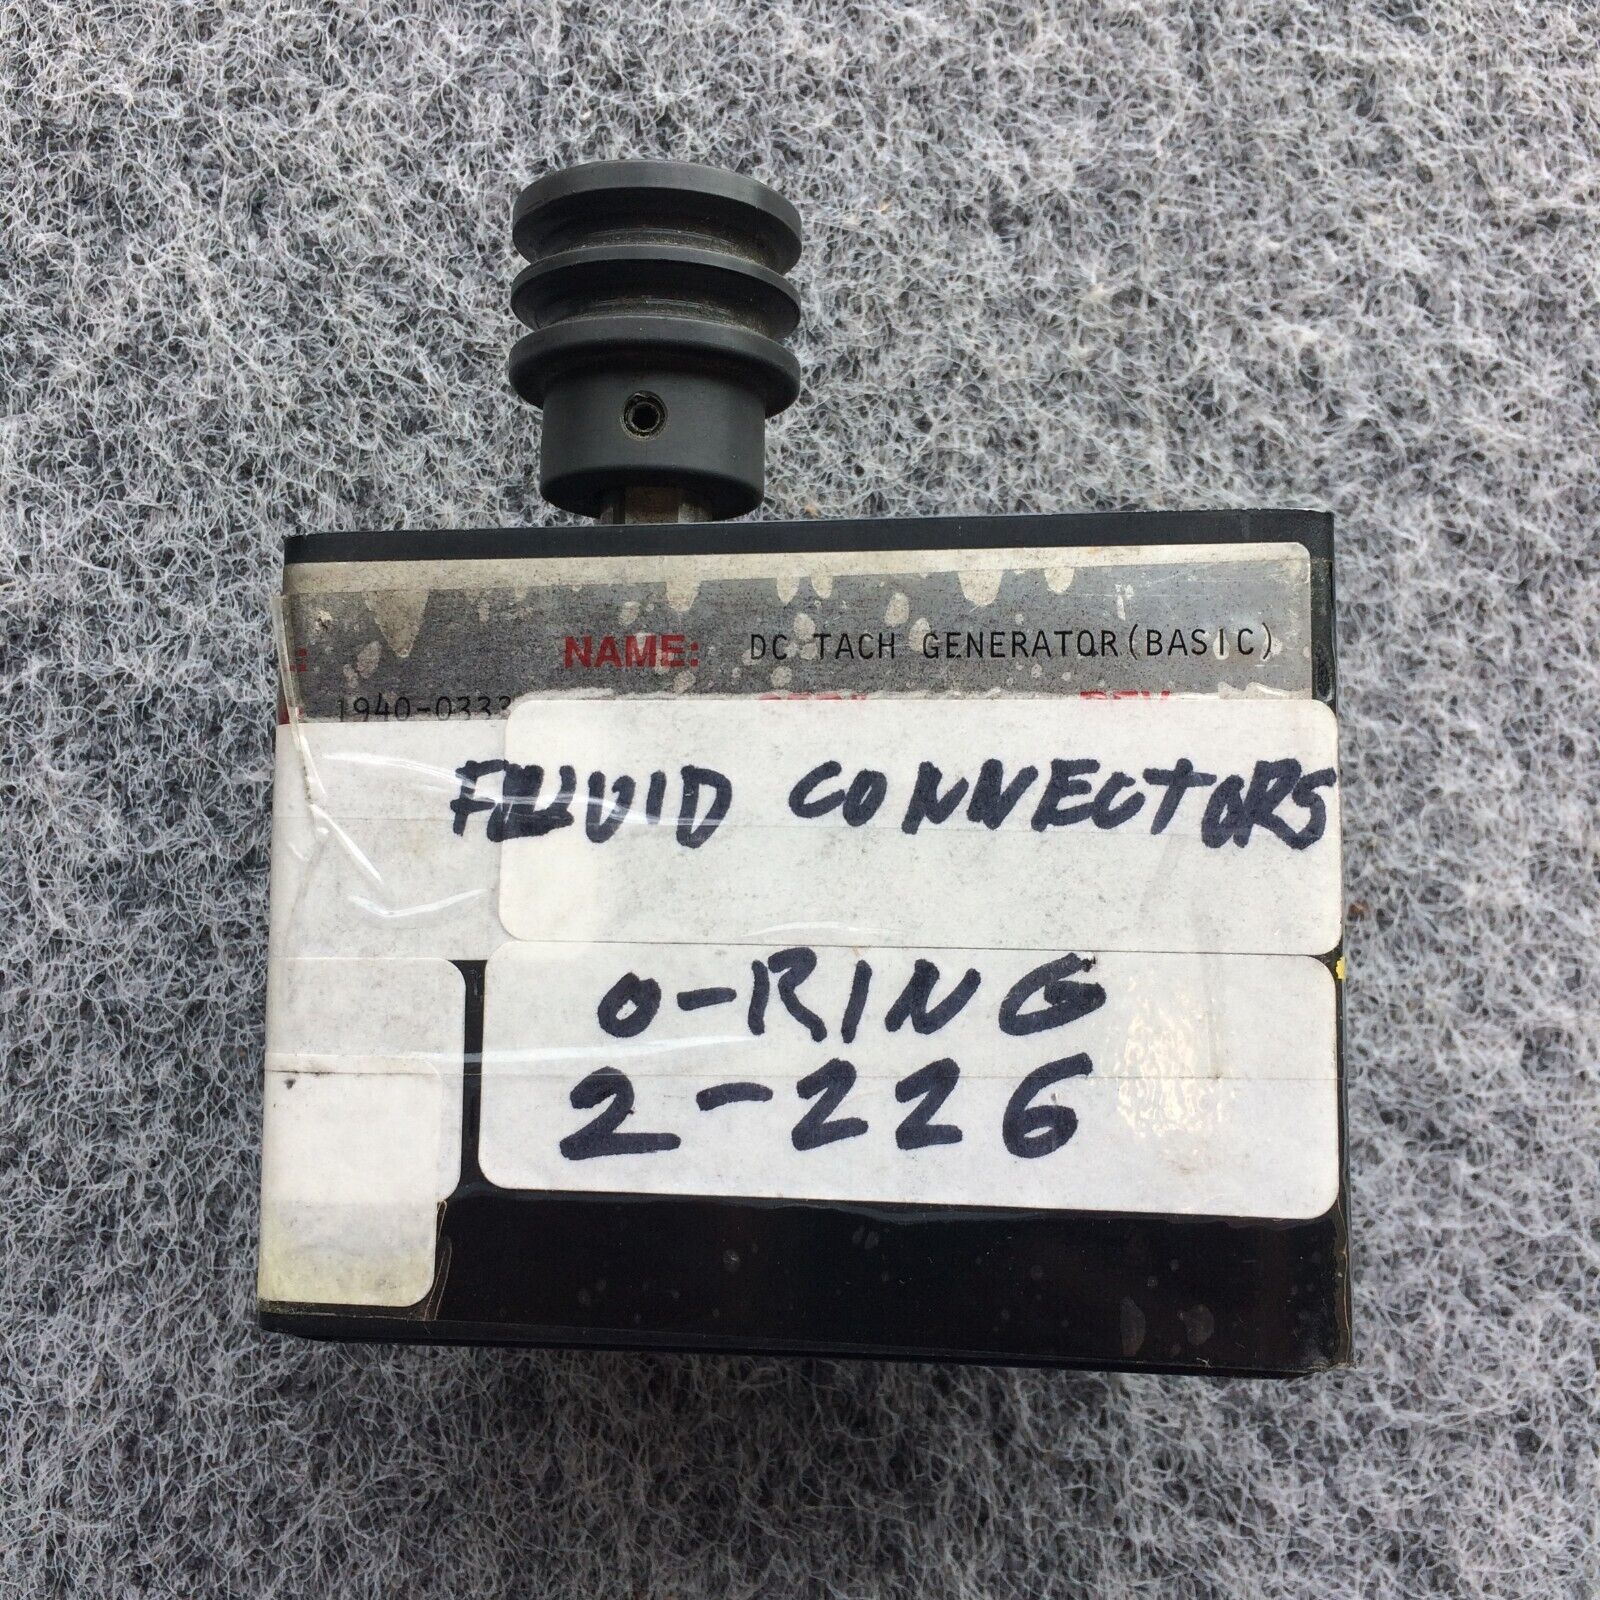 NAME: DC TACH GENERATOR(BASIC)
1940-0333
FLUID CONNECTORS
O-RING
2-226